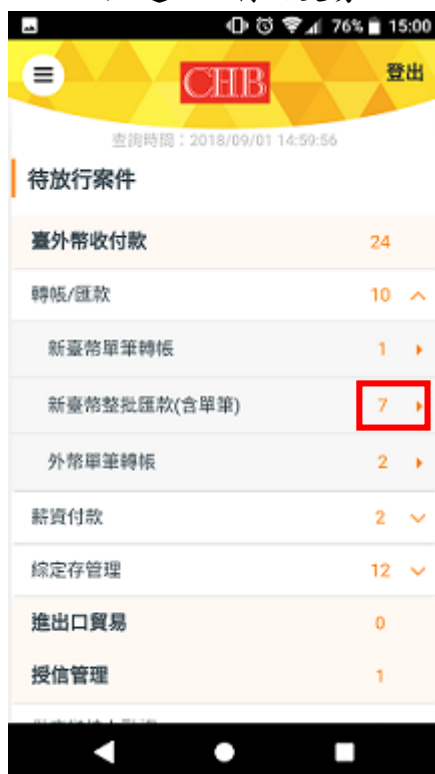 76% 15:00
CHB 登出
查詢時間：2018/09/01 14:59:56
待放行案件
臺外幣收付款 24
轉帳/匯款 10
新臺幣單筆轉帳 1
新臺幣整批匯款(含單筆) 7
外幣單筆轉帳 2
薪資付款 2
綜定存管理 12
進出口貿易 0
授信管理 1